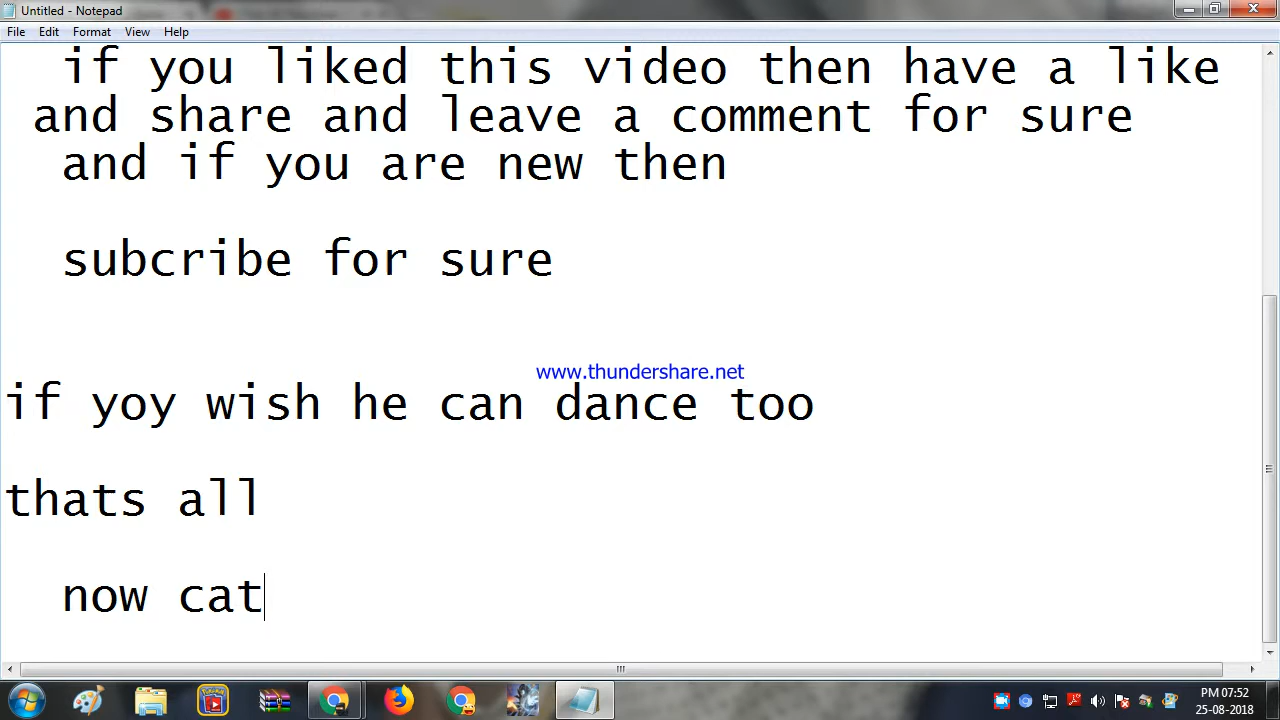 Untitled - Notepad
File Edit Format View Help
if you liked this video then have a like
and share and leave a comment for sure
and if you are new then
subcribe for sure
www.thundershare.net
if yoy wish he can dance too
thats all
now cat
PM 07:52
25-08-2018